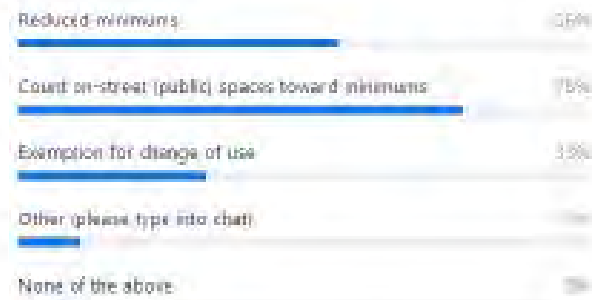 Reduced minimums
Count on-street (public) spaces toward minimums
Exemption for change of use
Other (please type into chat)
None of the above